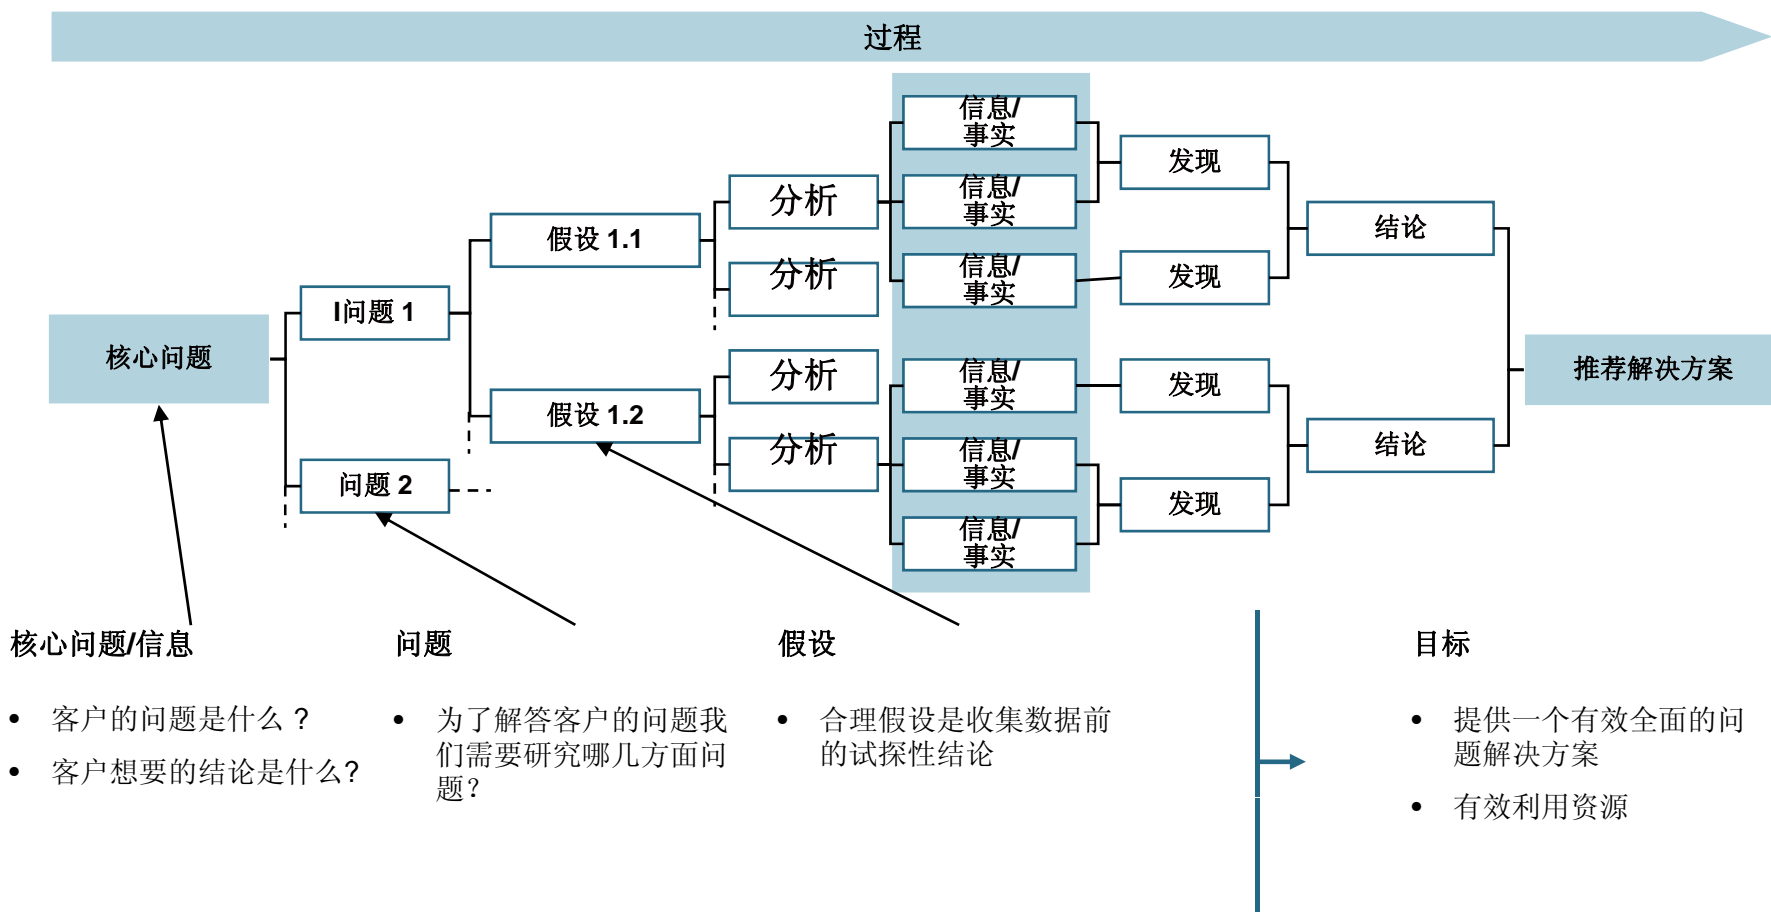 过程
核心问题
I问题 1
问题 2
假设 1.1
假设 1.2
分析
分析
分析
分析
信息/
事实
信息/
事实
信息/
事实
信息/
事实
信息/
事实
信息/
事实
发现
发现
发现
发现
结论
结论
推荐解决方案
核心问题/信息
• 客户的问题是什么？
• 客户想要的结论是什么?
问题
• 为了解答客户的问题我
们需要研究哪几方面问
题？
假设
• 合理假设是收集数据前
的试探性结论
目标
• 提供一个有效全面的问
题解决方案
• 有效利用资源